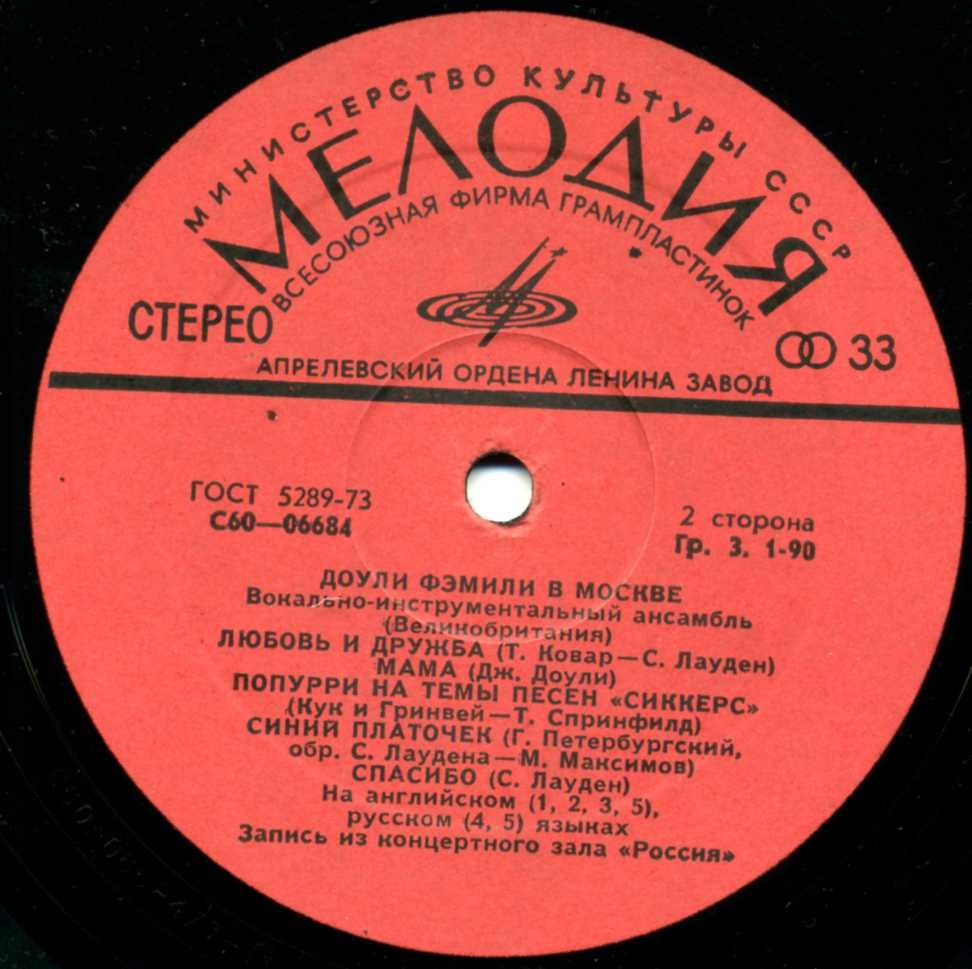 МИНИСТЕРСТВО КУЛЬТУРЫ СССР
МЕЛОДИЯ
ВСЕСОЮЗНАЯ ФИРМА ГРАМПЛАСТИНОК
СТЕРЕО
33
АПРЕЛЕВСКИЙ ОРДЕНА ЛЕНИНА ЗАВОД
ГОСТ 5289-73
С60—06684
2 сторона
Гр. 3. 1-90
ДОУЛИ ФЭМИЛИ В МОСКВЕ
Вокально-инструментальный ансамбль
(Великобритания)
ЛЮБОВЬ И ДРУЖБА (Т. Ковар—С. Лауден)
МАМА (Дж. Доули)
ПОПУРРИ НА ТЕМЫ ПЕСЕН «СИККЕРС»
(Кук и Гринвей—Т. Спринфилд)
СИНИЙ ПЛАТОЧЕК (Г. Петербургский,
обр. С. Лаудена—М. Максимов)
СПАСИБО (С. Лауден)
На английском (1, 2, 3, 5),
русском (4, 5) языках
Запись из концертного зала «Россия»